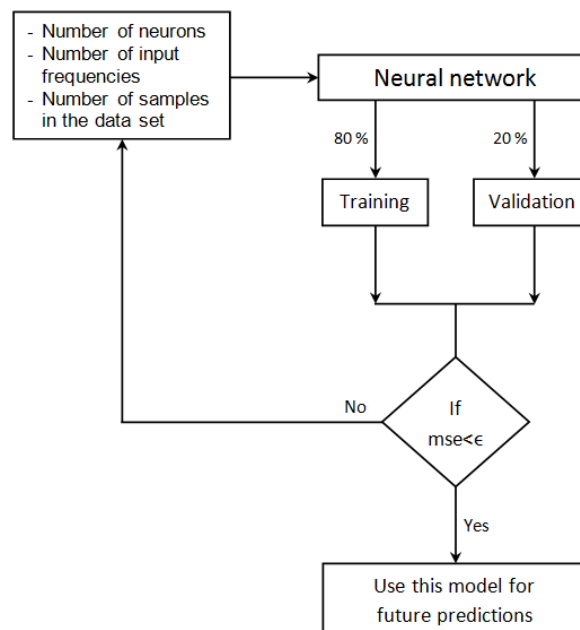 - Number of neurons
- Number of input
frequencies
- Number of samples
in the data set
Neural network
80 %
20 %
Training
Validation
No
If
mse<ϵ
Yes
Use this model for
future predictions